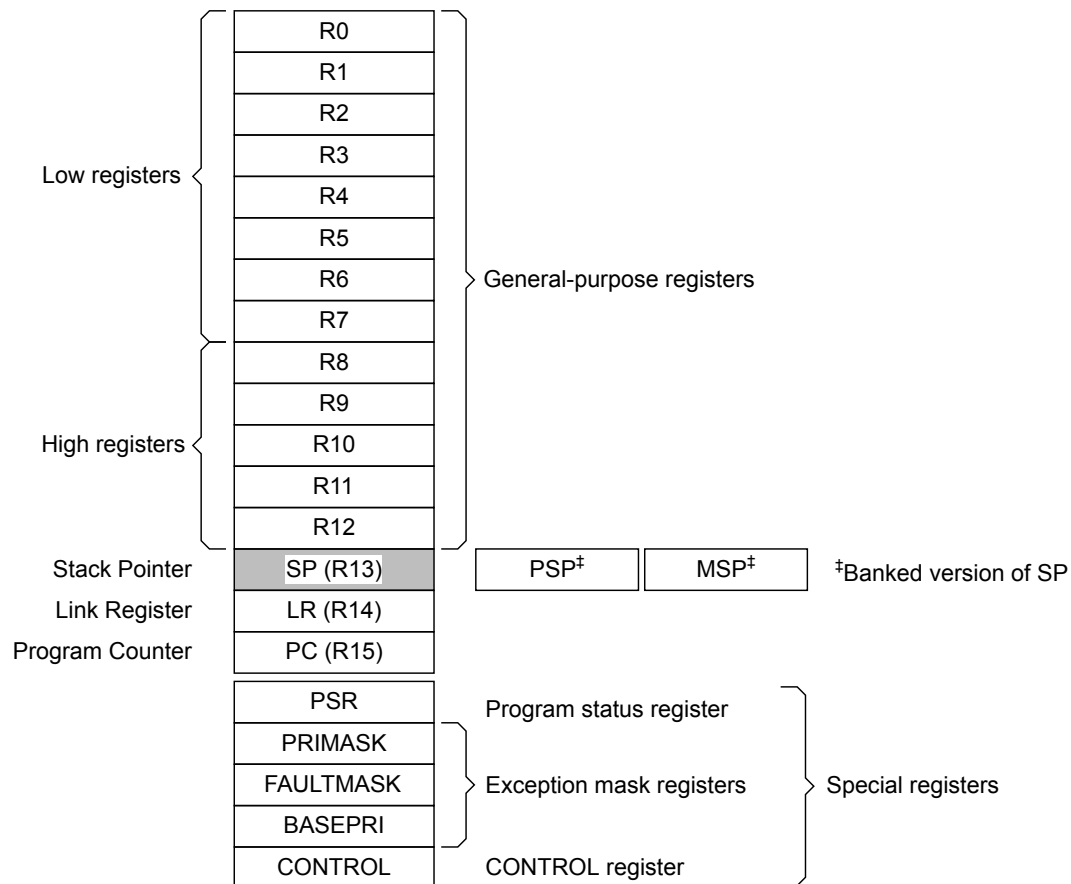 R0
R1
R2
R3
Low registers
R4
R5
R6
General-purpose registers
R7
R8
R9
High registers
R10
R11
R12
Stack Pointer SP (R13) PSP‡ MSP‡ ‡Banked version of SP
Link Register LR (R14)
Program Counter PC (R15)
PSR Program status register
PRIMASK
FAULTMASK Exception mask registers Special registers
BASEPRI
CONTROL CONTROL register